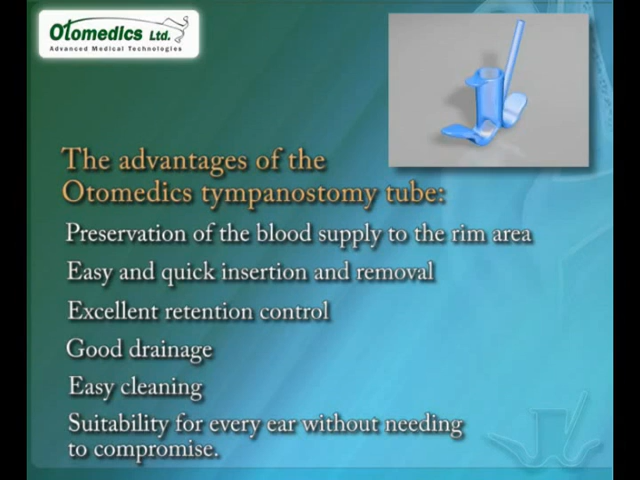 Otomedics Ltd.
Advanced Medical Technologies
The advantages of the
Otomedics tympanostomy tube:
Preservation of the blood supply to the rim area
Easy and quick insertion and removal
Excellent retention control
Good drainage
Easy cleaning
Suitability for every ear without needing
to compromise.